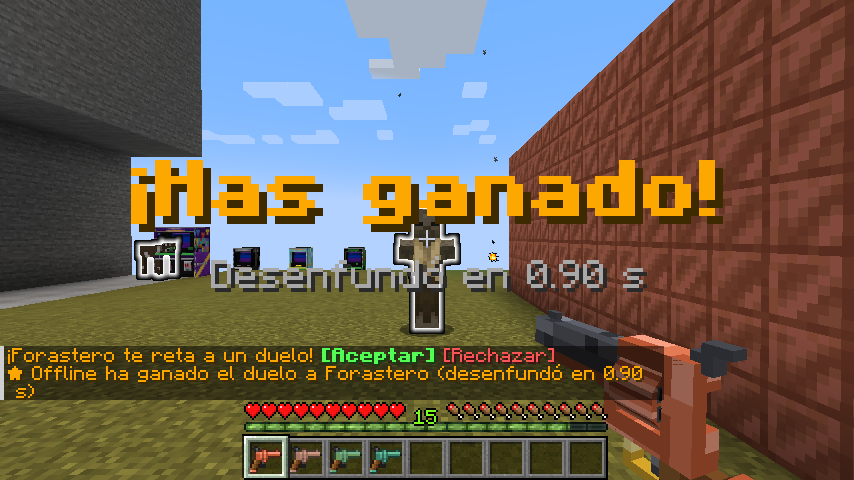 ¡Has ganado!
Desenfundó en 0.90 s
¡Forastero te reta a un duelo! [Aceptar] [Rechazar]
★ Offline ha ganado el duelo a Forastero (desenfundó en 0.90
s)
15